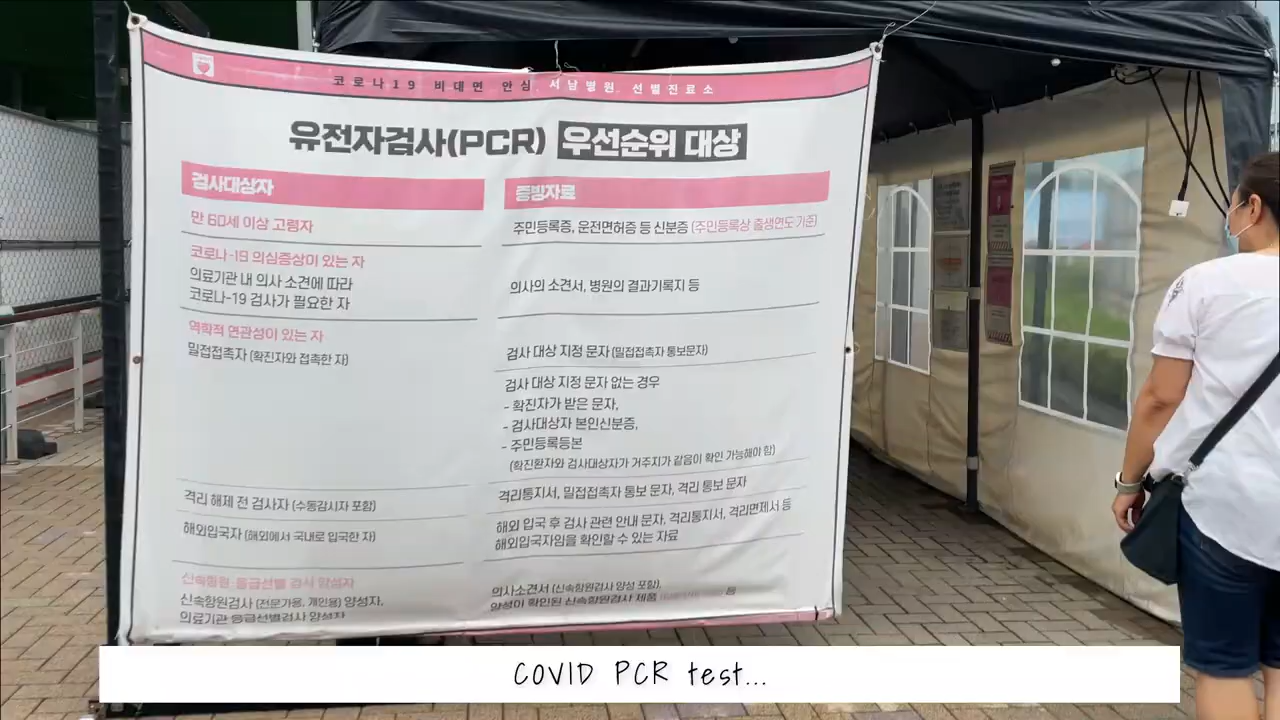 코로나19 비대면 안심 서남병원 선별진료소
유전자검사(PCR) 우선순위 대상
검사대상자
증빙자료
만 60세 이상 고령자
주민등록증, 운전면허증 등 신분증 (주민등록상 출생연도 기준)
코로나-19 의심증상이 있는 자
의료기관 내 의사 소견에 따라
코로나-19 검사가 필요한 자
의사의 소견서, 병원의 결과기록지 등
역학적 연관성이 있는 자
밀접접촉자 (확진자와 접촉한 자)
검사 대상 지정 문자 (밀접접촉자 통보문자)
검사 대상 지정 문자 없는 경우
- 확진자가 받은 문자,
- 검사대상자 본인신분증,
- 주민등록등본
(확진환자와 검사대상자가 거주지가 같음이 확인 가능해야 함)
격리 해제 전 검사자 (수동감시자 포함)
격리통지서, 밀접접촉자 통보 문자, 격리 통보 문자
해외입국자 (해외에서 국내로 입국한 자)
해외 입국 후 검사 관련 안내 문자, 격리통지서, 격리면제서 등
해외입국자임을 확인할 수 있는 자료
신속항원, 응급선별 검사 양성자
신속항원검사 (전문가용, 개인용) 양성자,
의료기관 응급선별검사 양성자
의사소견서 (신속항원검사 양성 포함),
양성이 확인된 신속항원검사 제품 등
COVID PCR test...